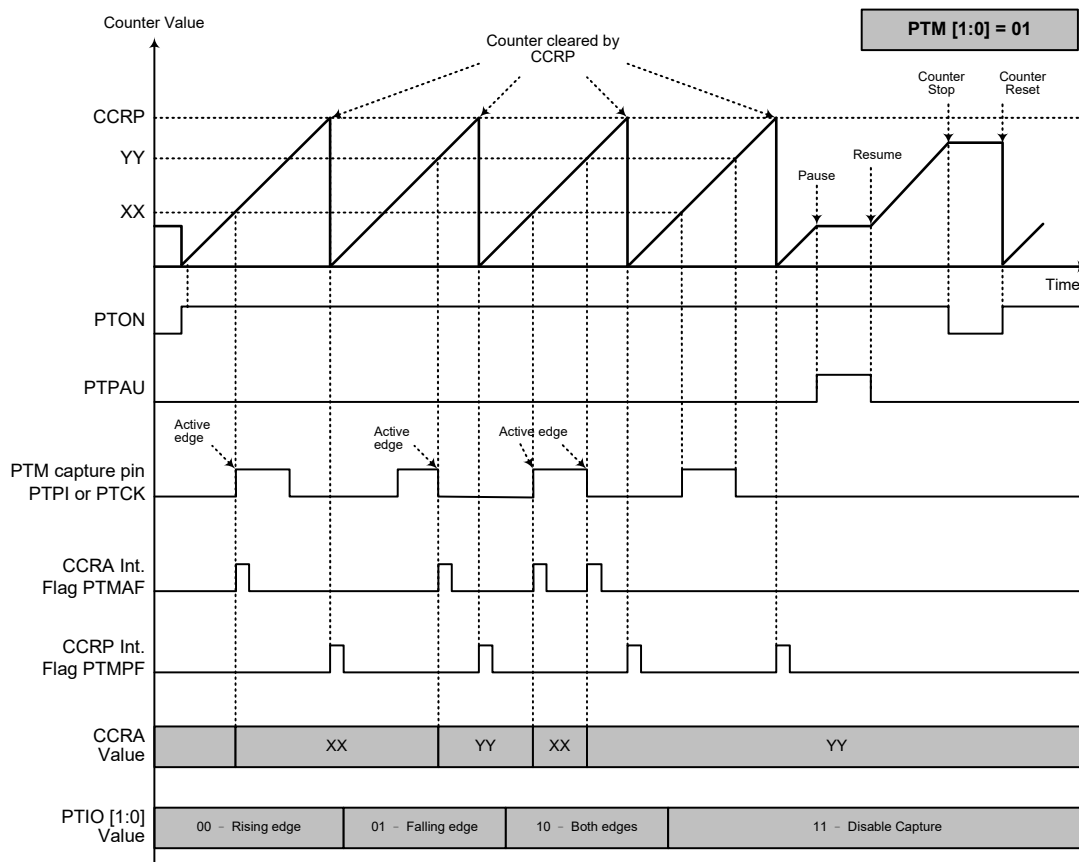 Counter Value
PTM [1:0] = 01
Counter cleared by
CCRP
Counter
Stop
Counter
Reset
CCRP
YY
Resume
Pause
XX
Time
PTON
PTPAU
Active
edge
Active
edge
Active edge
PTM capture pin
PTPI or PTCK
CCRA Int.
Flag PTMAF
CCRP Int.
Flag PTMPF
CCRA
Value
XX
YY
XX
YY
PTIO [1:0]
Value
00 – Rising edge
01 – Falling edge
10 – Both edges
11 – Disable Capture